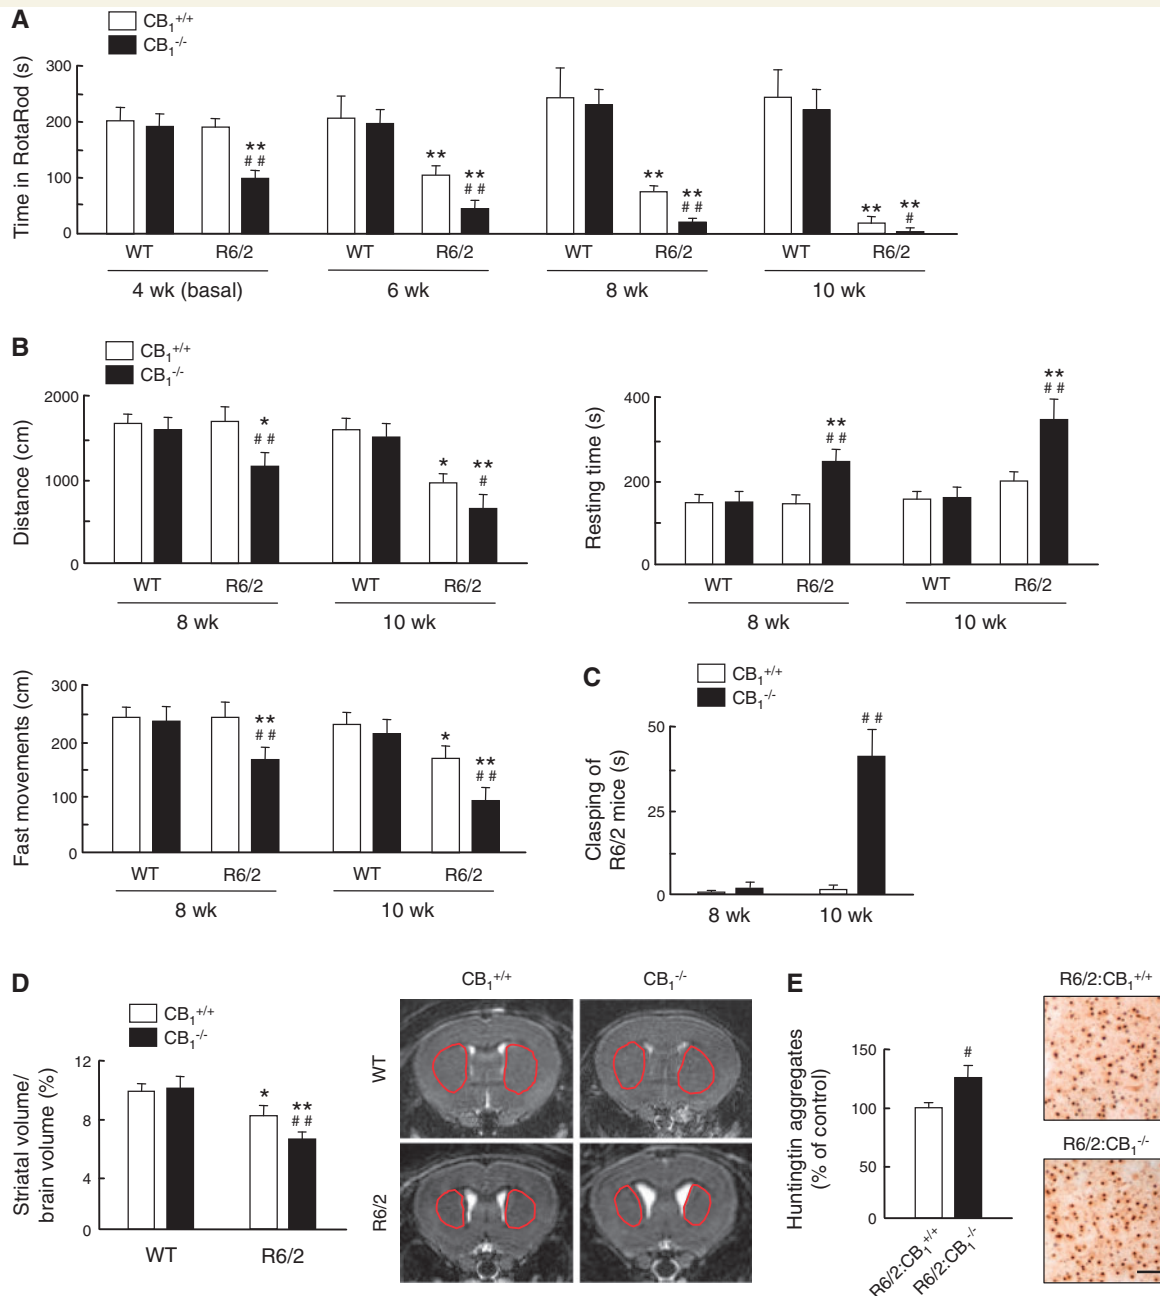 A
CB1+/+
CB1-/-
Time in RotaRod (s)
300
200
100
0
**
##
**
**
##
**
**
##
**
**
#
WT R6/2 WT R6/2 WT R6/2 WT R6/2
4 wk (basal) 6 wk 8 wk 10 wk
B
CB1+/+
CB1-/-
Distance (cm)
2000
1000
0
*
##
*
**
#
WT R6/2 WT R6/2
8 wk 10 wk
Resting time (s)
400
200
0
**
##
**
##
WT R6/2 WT R6/2
8 wk 10 wk
Fast movements (cm)
300
200
100
0
**
##
*
**
##
WT R6/2 WT R6/2
8 wk 10 wk
C
CB1+/+
CB1-/-
Clasping of
R6/2 mice (s)
50
25
0
##
8 wk 10 wk
D
CB1+/+
CB1-/-
Striatal volume/
brain volume (%)
12
8
4
0
*
**
##
WT R6/2
CB1+/+ CB1-/-
WT
R6/2
E
Huntingtin aggregates
(% of control)
150
100
50
0
#
R6/2:CB1+/+
R6/2:CB1-/-
R6/2:CB1+/+
R6/2:CB1-/-